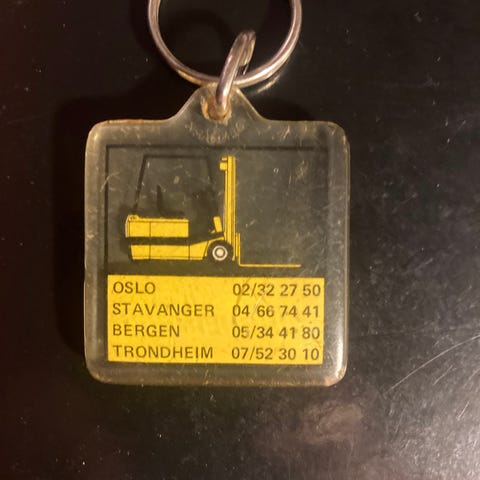 OSLO 02/32 27 50
STAVANGER 04 66 74 41
BERGEN 05/34 41 80
TRONDHEIM 07/52 30 10